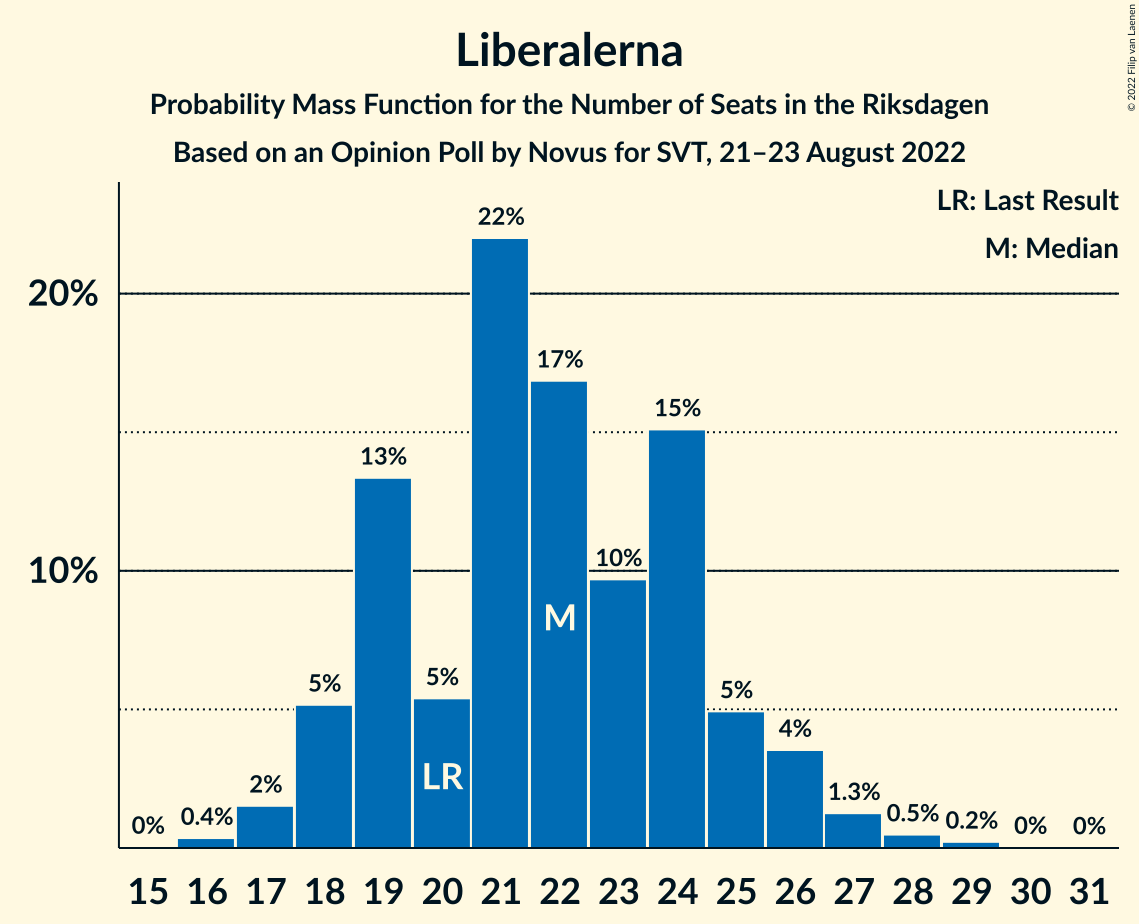 Liberalerna
Probability Mass Function for the Number of Seats in the Riksdagen
Based on an Opinion Poll by Novus for SVT, 21–23 August 2022
© 2022 Filip van Laenen
LR: Last Result
M: Median
20%
10%
0%
0.4%
2%
5%
13%
5%
22%
17%
10%
15%
5%
4%
1.3%
0.5%
0.2%
0%
0%
LR
M
15 16 17 18 19 20 21 22 23 24 25 26 27 28 29 30 31